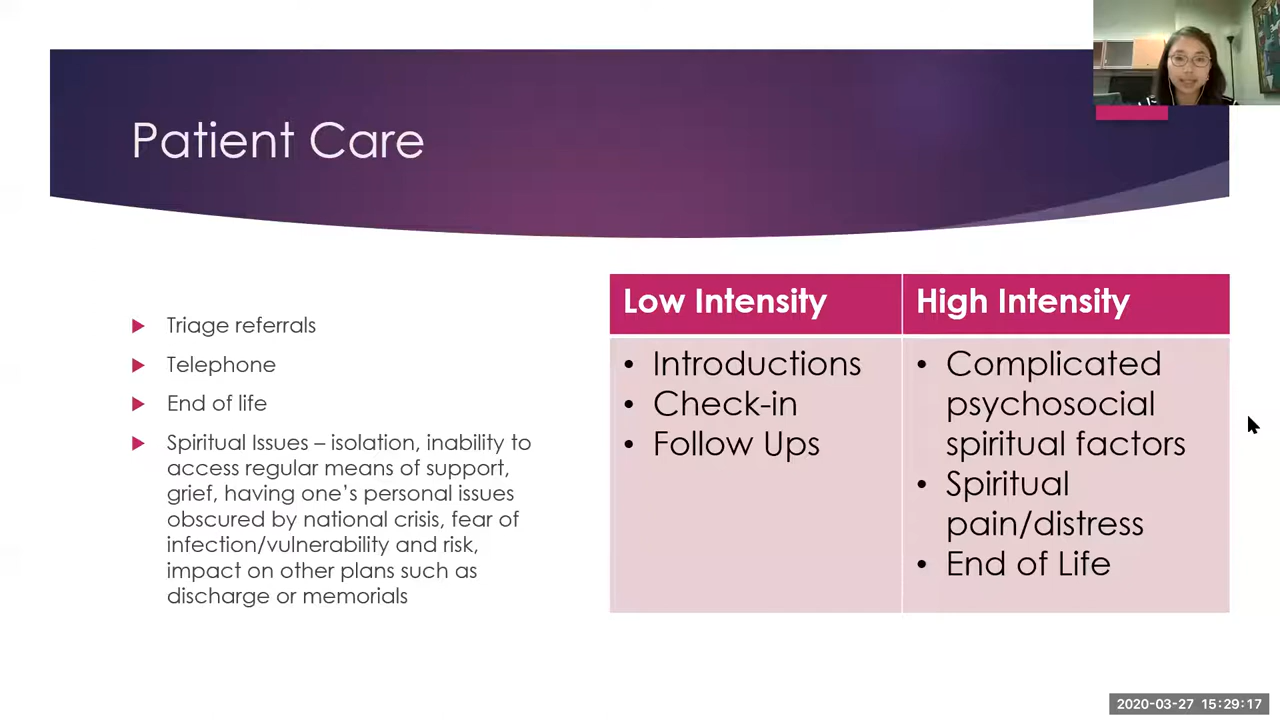 Patient Care
Triage referrals
Telephone
End of life
Spiritual Issues – isolation, inability to
access regular means of support,
grief, having one’s personal issues
obscured by national crisis, fear of
infection/vulnerability and risk,
impact on other plans such as
discharge or memorials
Low Intensity
• Introductions
• Check-in
• Follow Ups
High Intensity
• Complicated
psychosocial
spiritual factors
• Spiritual
pain/distress
• End of Life
2020-03-27 15:29:17